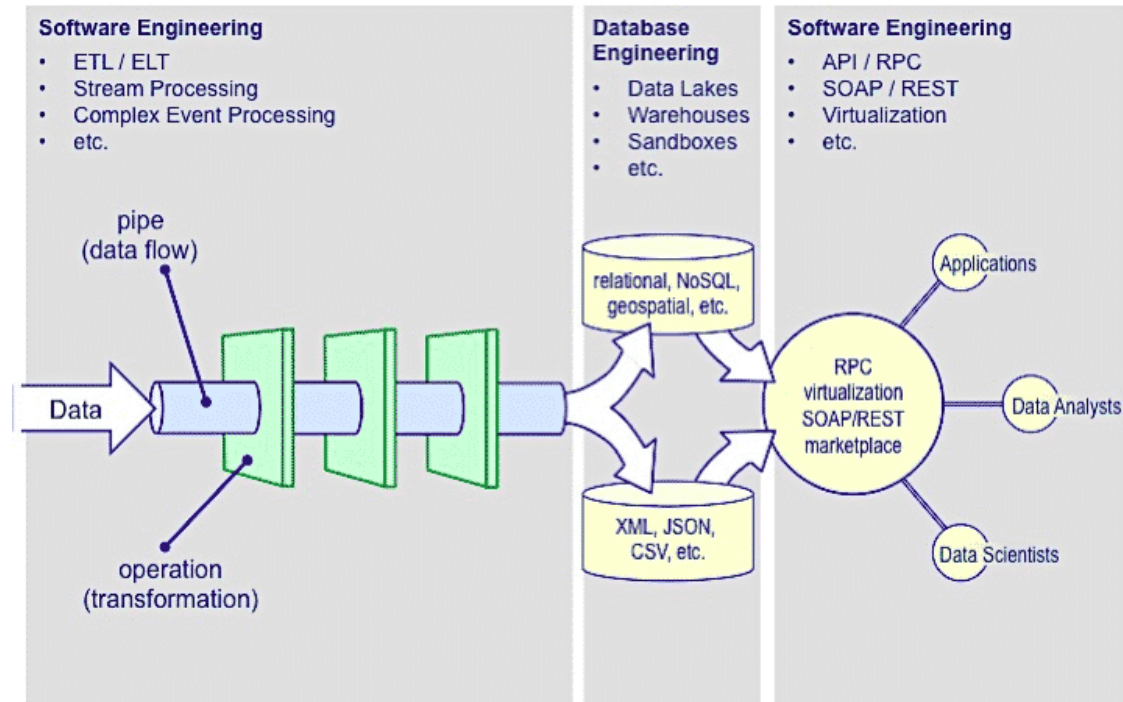 Software Engineering
• ETL / ELT
• Stream Processing
• Complex Event Processing
• etc.
Database
Engineering
• Data Lakes
• Warehouses
• Sandboxes
• etc.
Software Engineering
• API / RPC
• SOAP / REST
• Virtualization
• etc.
pipe
(data flow)
Data
operation
(transformation)
relational, NoSQL,
geospatial, etc.
XML, JSON,
CSV, etc.
RPC
virtualization
SOAP/REST
marketplace
Applications
Data Analysts
Data Scientists